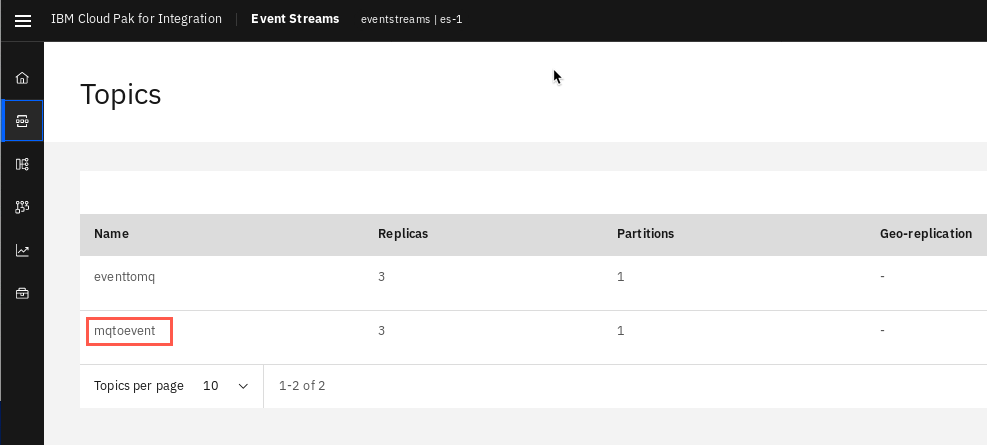 IBM Cloud Pak for Integration | Event Streams eventstreams | es-1
Topics
Name Replicas Partitions Geo-replication
eventtomq 3 1 -
mqtoevent 3 1 -
Topics per page 10 1-2 of 2